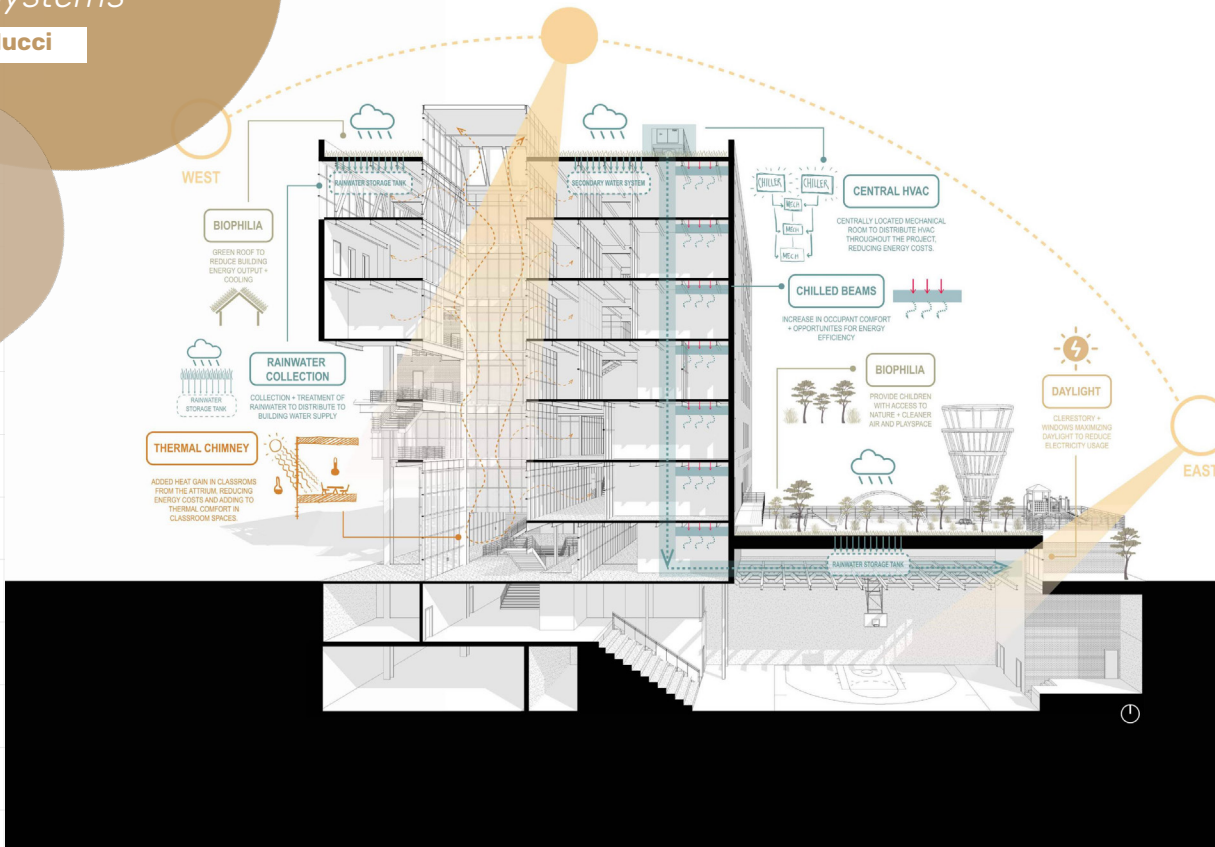 ystems
lucci
WEST
BIOPHILIA
GREEN ROOF TO
REDUCE BUILDING
ENERGY OUTPUT +
COOLING
RAINWATER STORAGE TANK
SECONDARY WATER SYSTEM
RAINWATER
COLLECTION
COLLECTION + TREATMENT OF
RAINWATER TO DISTRIBUTE TO
BUILDING WATER SUPPLY
RAINWATER
STORAGE TANK
THERMAL CHIMNEY
ADDED HEAT GAIN IN CLASSROMS
FROM THE ATTRIUM, REDUCING
ENERGY COSTS AND ADDING TO
THERMAL COMFORT IN
CLASSROOM SPACES.
CHILLER
CHILLER
MECH
MECH
MECH
CENTRAL HVAC
CENTRALLY LOCATED MECHANICAL
ROOM TO DISTRIBUTE HVAC
THROUGHOUT THE PROJECT,
REDUCING ENERGY COSTS.
CHILLED BEAMS
INCREASE IN OCCUPANT COMFORT
+ OPPORTUNITES FOR ENERGY
EFFICIENCY
BIOPHILIA
PROVIDE CHILDREN
WITH ACCESS TO
NATURE + CLEANER
AIR AND PLAYSPACE
DAYLIGHT
CLERESTORY +
WINDOWS MAXIMIZING
DAYLIGHT TO REDUCE
ELECTRICITY USAGE
EAST
RAINWATER STORAGE TANK